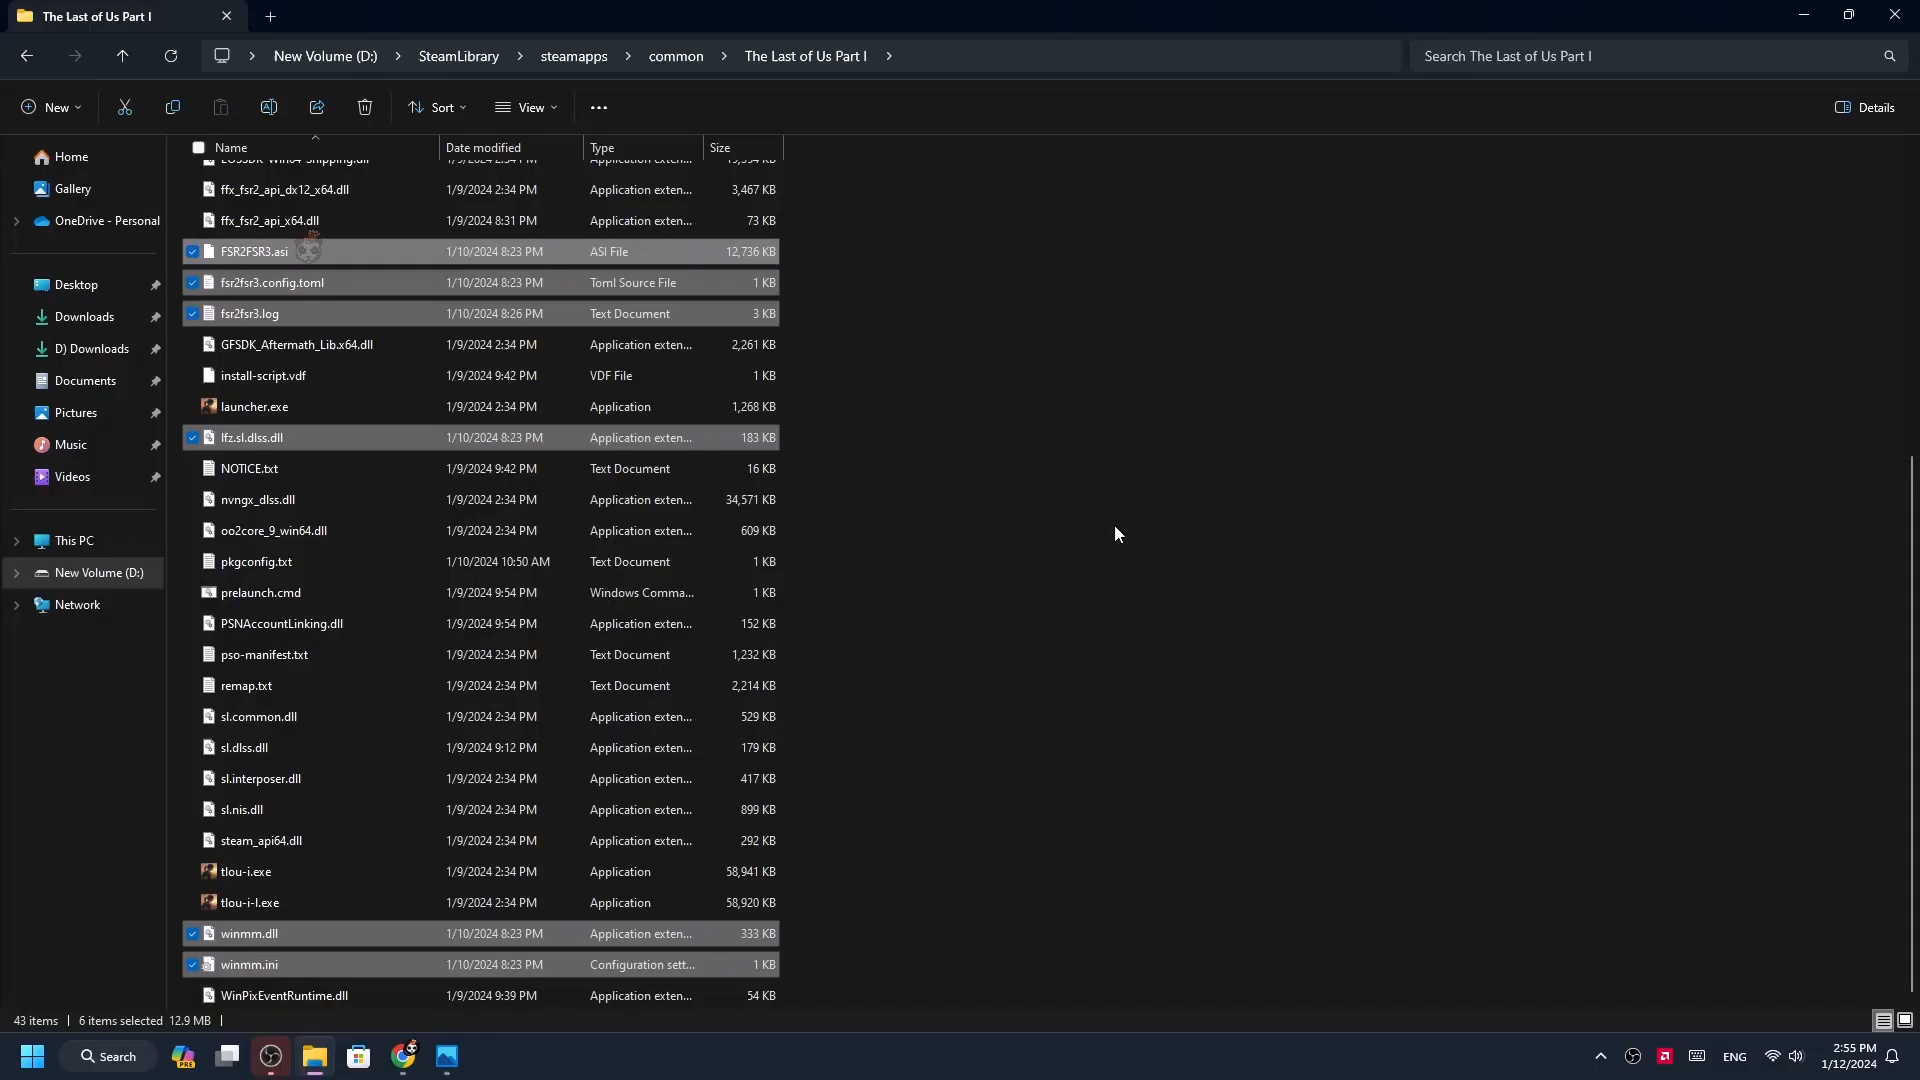 The Last of Us Part I
New Volume (D:) SteamLibrary steamapps common The Last of Us Part I
Search The Last of Us Part I
New Sort View Details
Name Date modified Type Size
Home
Gallery
OneDrive - Personal
Desktop
Downloads
D) Downloads
Documents
Pictures
Music
Videos
This PC
New Volume (D:)
Network
ffx_fsr2_api_dx12_x64.dll 1/9/2024 2:34 PM Application exten... 3,467 KB
ffx_fsr2_api_x64.dll 1/9/2024 8:31 PM Application exten... 73 KB
FSR2FSR3.asi 1/10/2024 8:23 PM ASI File 12,736 KB
fsr2fsr3.config.toml 1/10/2024 8:23 PM Toml Source File 1 KB
fsr2fsr3.log 1/10/2024 8:26 PM Text Document 3 KB
GFSDK_Aftermath_Lib.x64.dll 1/9/2024 2:34 PM Application exten... 2,261 KB
install-script.vdf 1/9/2024 9:42 PM VDF File 1 KB
launcher.exe 1/9/2024 2:34 PM Application 1,268 KB
lfz.sl.dlss.dll 1/10/2024 8:23 PM Application exten... 183 KB
NOTICE.txt 1/9/2024 9:42 PM Text Document 16 KB
nvngx_dlss.dll 1/9/2024 2:34 PM Application exten... 34,571 KB
oo2core_9_win64.dll 1/9/2024 2:34 PM Application exten... 609 KB
pkgconfig.txt 1/10/2024 10:50 AM Text Document 1 KB
prelaunch.cmd 1/9/2024 9:54 PM Windows Comma... 1 KB
PSNAccountLinking.dll 1/9/2024 9:54 PM Application exten... 152 KB
pso-manifest.txt 1/9/2024 2:34 PM Text Document 1,232 KB
remap.txt 1/9/2024 2:34 PM Text Document 2,214 KB
sl.common.dll 1/9/2024 2:34 PM Application exten... 529 KB
sl.dlss.dll 1/9/2024 9:12 PM Application exten... 179 KB
sl.interposer.dll 1/9/2024 2:34 PM Application exten... 417 KB
sl.nis.dll 1/9/2024 2:34 PM Application exten... 899 KB
steam_api64.dll 1/9/2024 2:34 PM Application exten... 292 KB
tlou-i.exe 1/9/2024 2:34 PM Application 58,941 KB
tlou-i-l.exe 1/9/2024 2:34 PM Application 58,920 KB
winmm.dll 1/10/2024 8:23 PM Application exten... 333 KB
winmm.ini 1/10/2024 8:23 PM Configuration sett... 1 KB
WinPixEventRuntime.dll 1/9/2024 9:39 PM Application exten... 54 KB
43 items 6 items selected 12.9 MB
Search PRE ENG 2:55 PM
1/12/2024